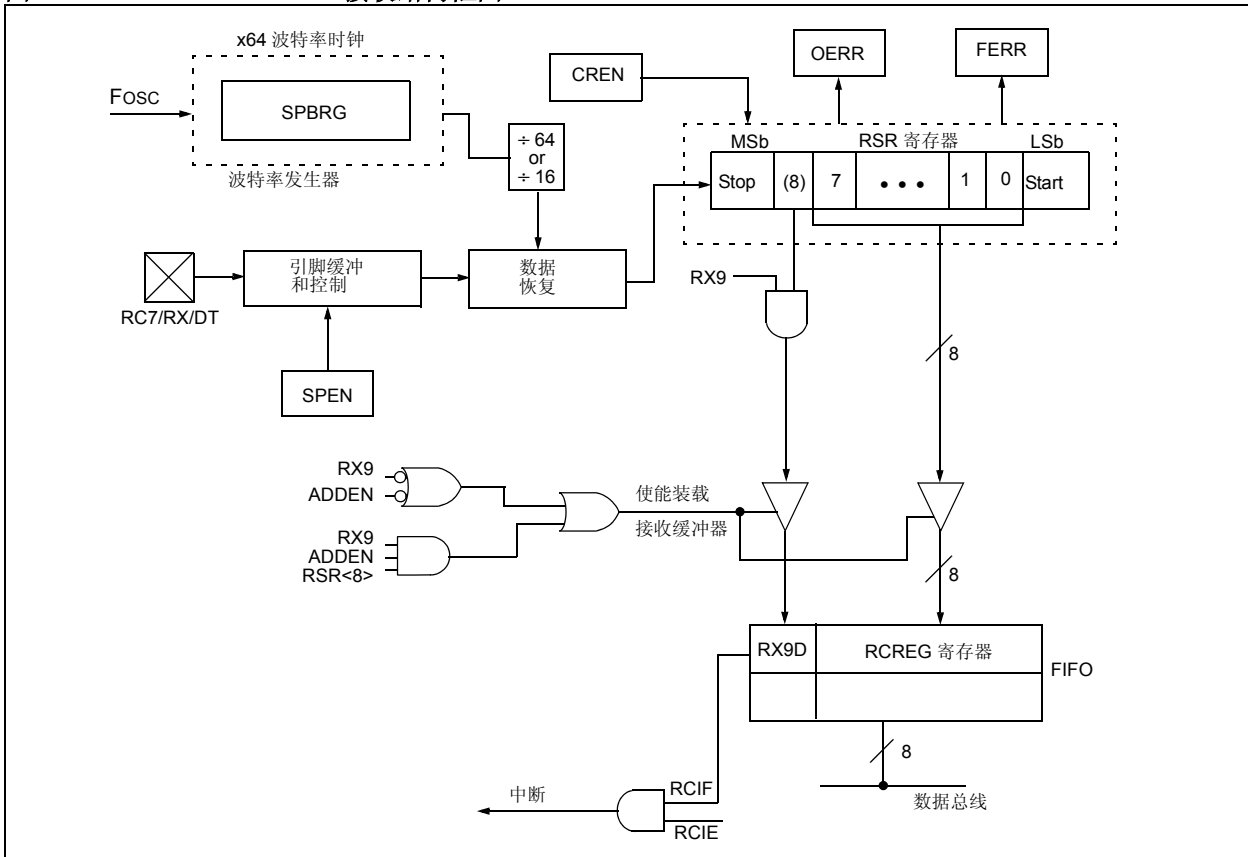 x64 波特率时钟
FOSC
SPBRG
波特率发生器
÷ 64
or
÷ 16
CREN
OERR
FERR
MSb
RSR 寄存器
LSb
Stop
(8)
7
• • •
1
0
Start
引脚缓冲
和控制
数据
恢复
RC7/RX/DT
SPEN
RX9
8
RX9
ADDEN
RX9
ADDEN
RSR<8>
使能装载
接收缓冲器
8
RX9D
RCREG 寄存器
FIFO
8
数据总线
中断
RCIF
RCIE